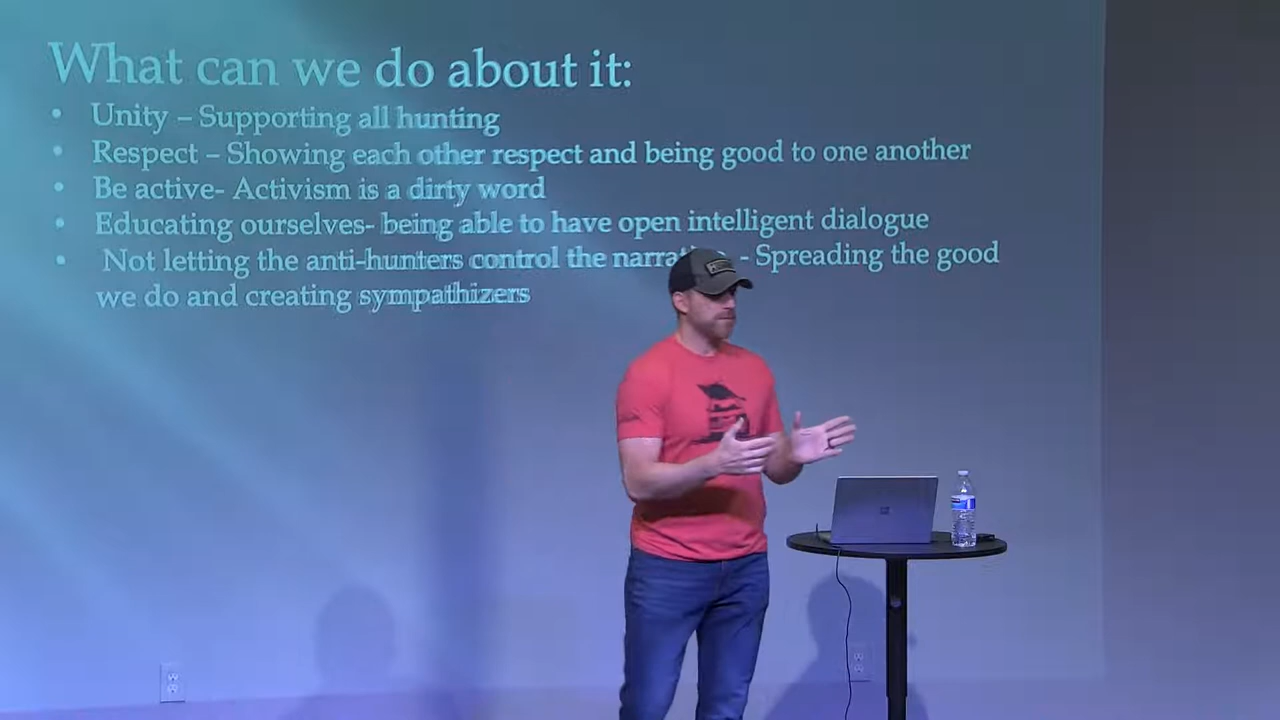 What can we do about it:
• Unity – Supporting all hunting
• Respect – Showing each other respect and being good to one another
• Be active- Activism is a dirty word
• Educating ourselves- being able to have open intelligent dialogue
• Not letting the anti-hunters control the - Spreading the good
we do and creating sympathizers